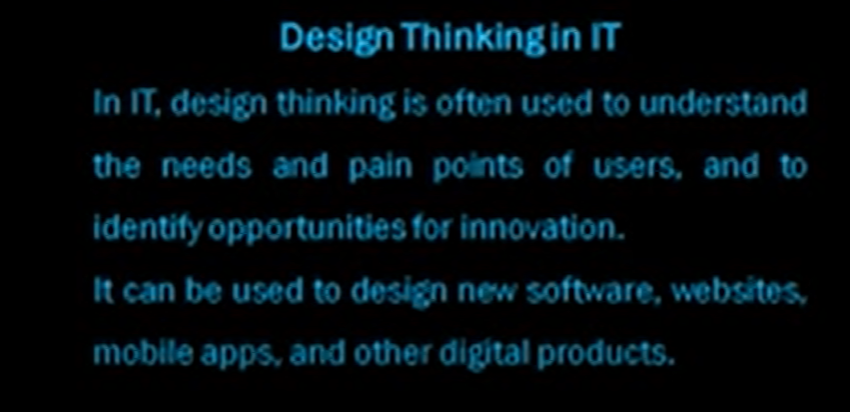 Design Thinking in IT
In IT, design thinking is often used to understand
the needs and pain points of users, and to
identify opportunities for innovation.
It can be used to design new software, websites,
mobile apps, and other digital products.